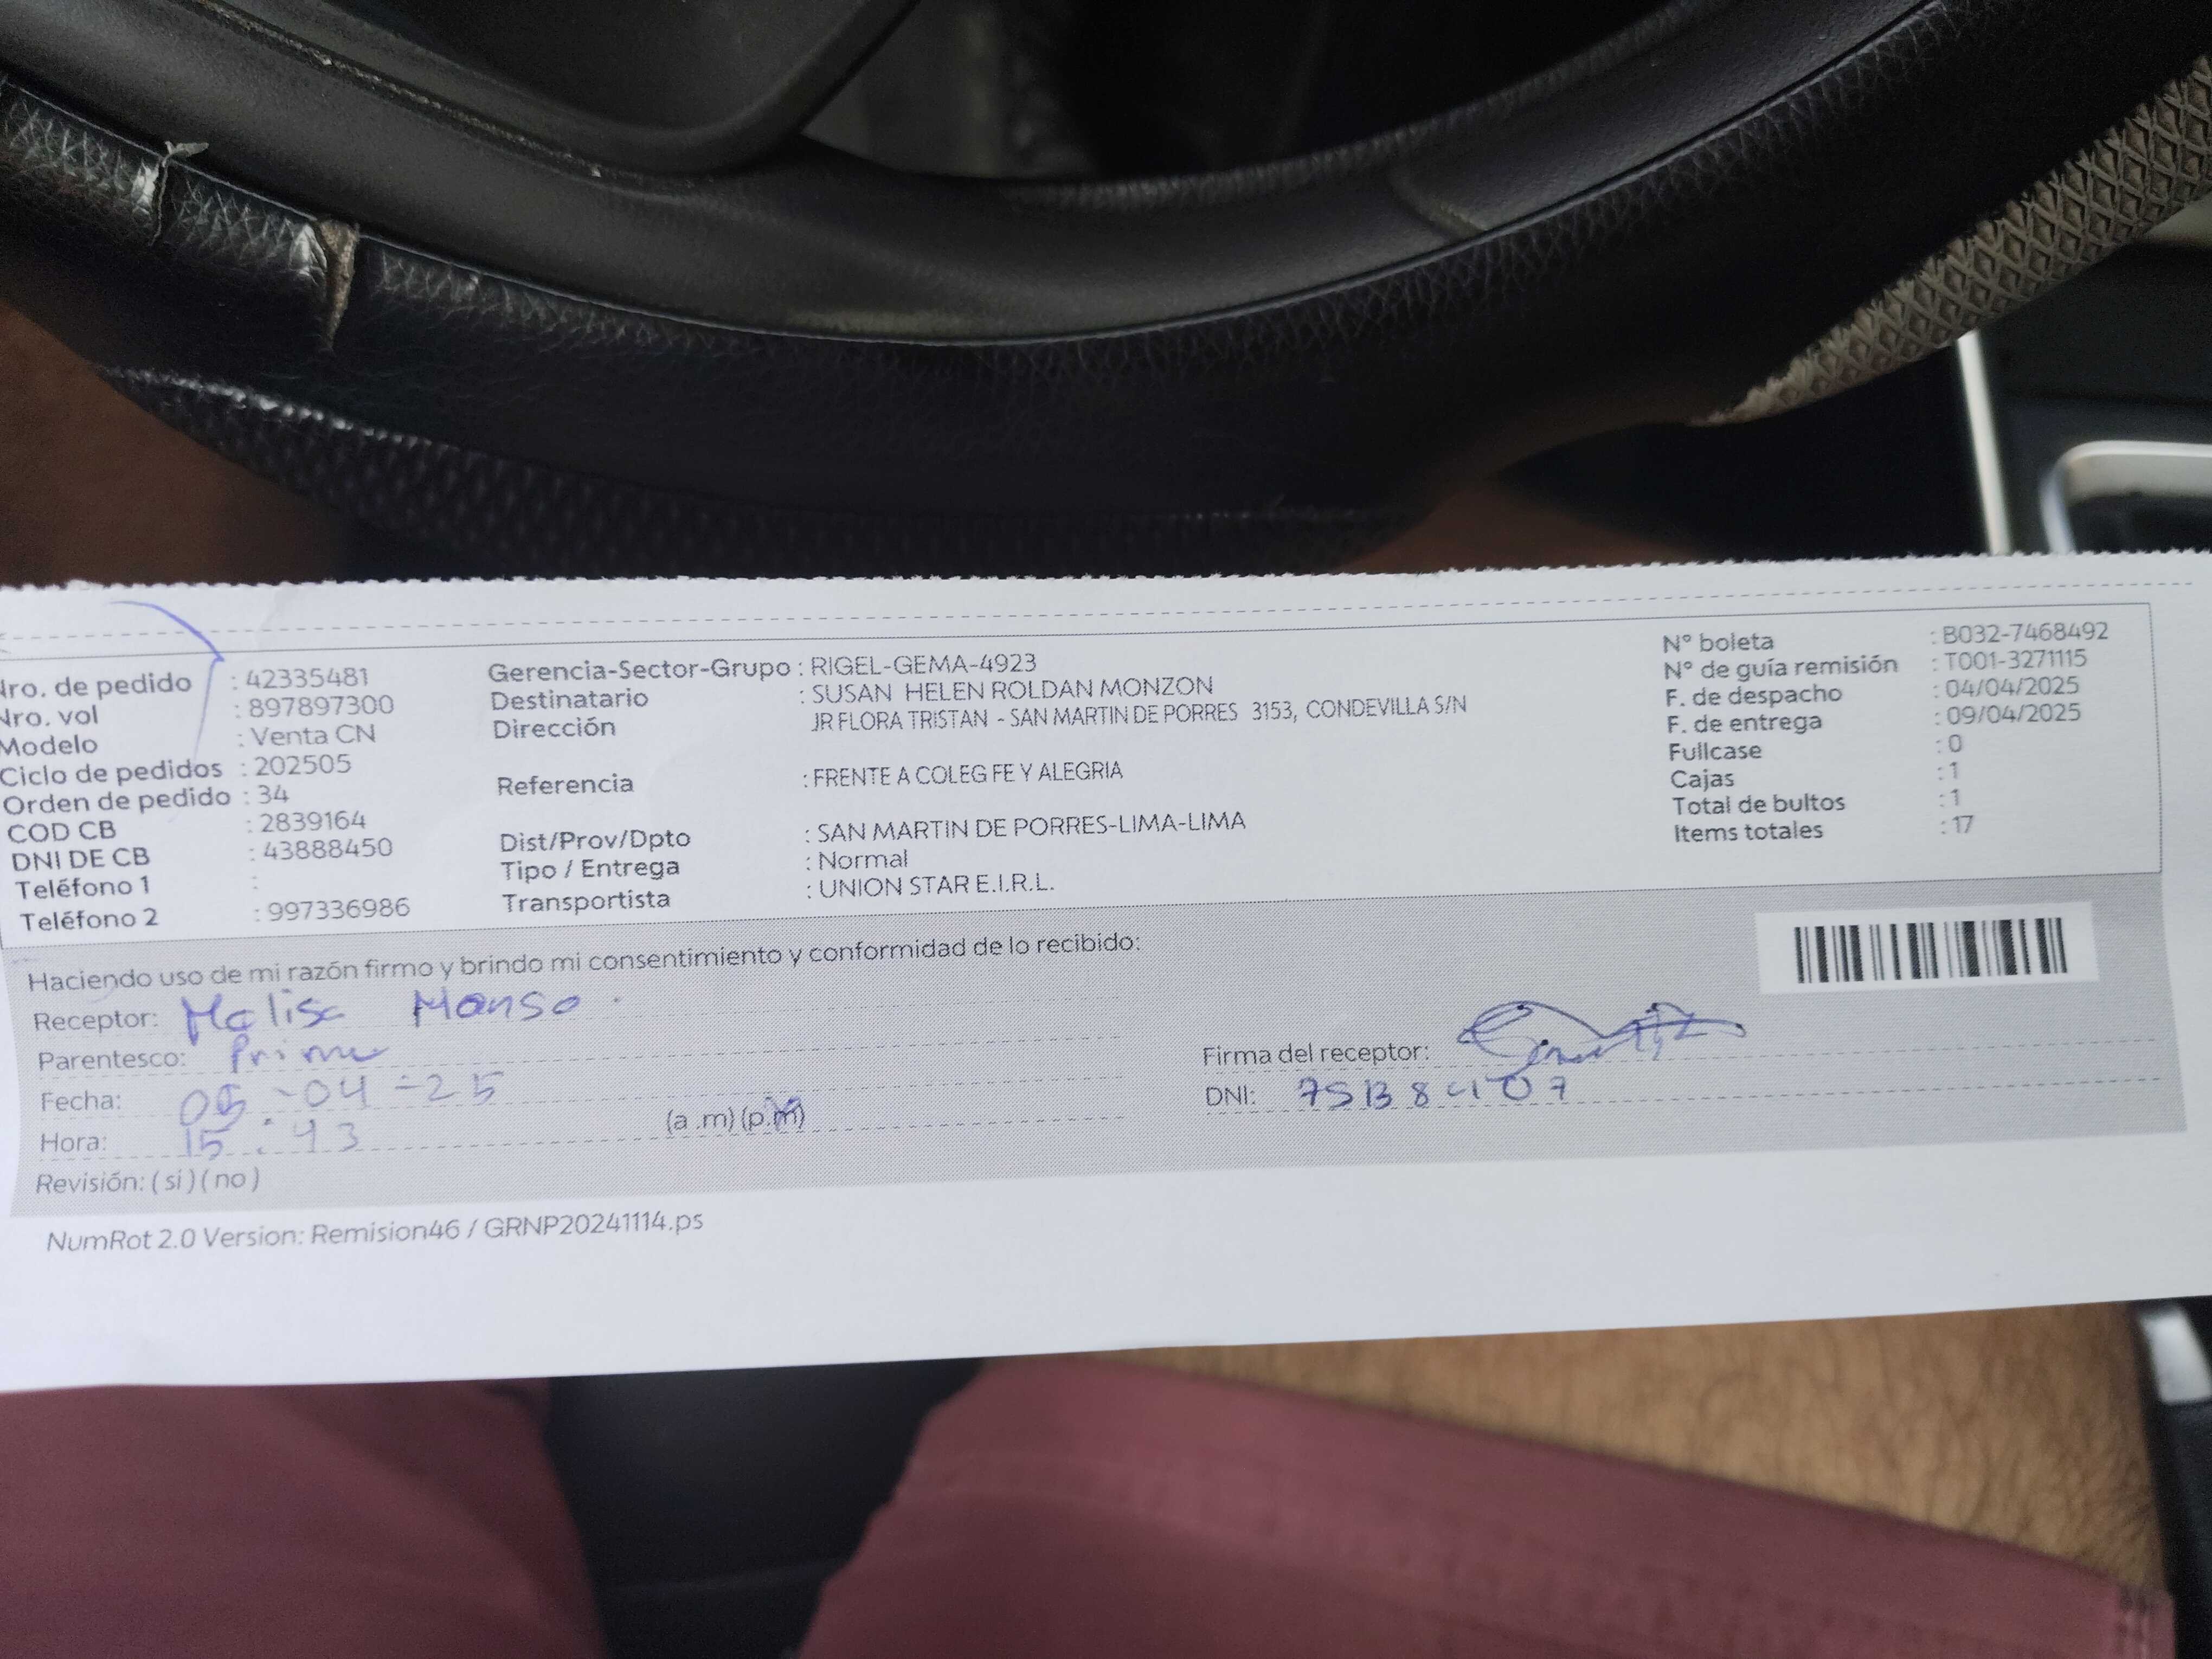 Nro. de pedido : 42335481
Nro. vol : 897897300
Modelo : Venta CN
Ciclo de pedidos : 202505
Orden de pedido : 34
COD CB : 2839164
DNI DE CB : 43888450
Teléfono 1 :
Teléfono 2 : 997336986
Gerencia-Sector-Grupo : RIGEL-GEMA-4923
Destinatario : SUSAN HELEN ROLDAN MONZON
Dirección JR FLORA TRISTAN - SAN MARTIN DE PORRES 3153, CONDEVILLA S/N
Referencia : FRENTE A COLEG FE Y ALEGRIA
Dist/Prov/Dpto : SAN MARTIN DE PORRES-LIMA-LIMA
Tipo / Entrega : Normal
Transportista : UNION STAR E.I.R.L.
N° boleta : B032-7468492
N° de guía remisión : T001-3271115
F. de despacho : 04/04/2025
F. de entrega : 09/04/2025
Fullcase : 0
Cajas : 1
Total de bultos : 1
Items totales : 17
Haciendo uso de mi razón firmo y brindo mi consentimiento y conformidad de lo recibido:
Receptor: Melisa Monso
Parentesco: Prima
Fecha: -04-25
Hora: 15:43 (a .m) (p.m)
Revisión: ( si ) ( no )
Firma del receptor:
DNI:
NumRot 2.0 Version: Remision46 / GRNP20241114.ps